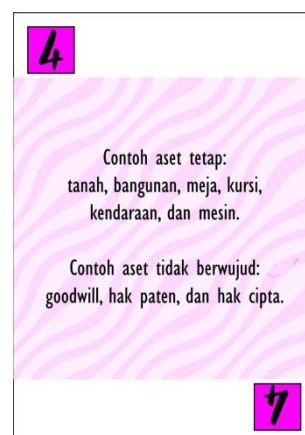 4
Contoh aset tetap:
tanah, bangunan, meja, kursi,
kendaraan, dan mesin.
Contoh aset tidak berwujud:
goodwill, hak paten, dan hak cipta.
4